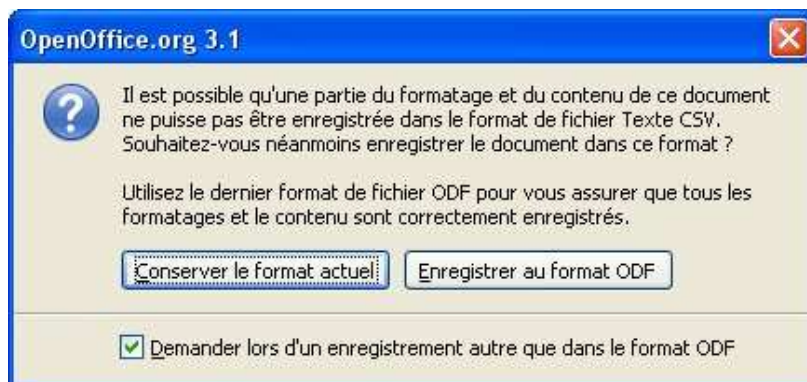 OpenOffice.org 3.1
Il est possible qu'une partie du formatage et du contenu de ce document
ne puisse pas être enregistrée dans le format de fichier Texte CSV.
Souhaitez-vous néanmoins enregistrer le document dans ce format ?
Utilisez le dernier format de fichier ODF pour vous assurer que tous les
formatages et le contenu sont correctement enregistrés.
Conserver le format actuel
Enregistrer au format ODF
Demander lors d'un enregistrement autre que dans le format ODF